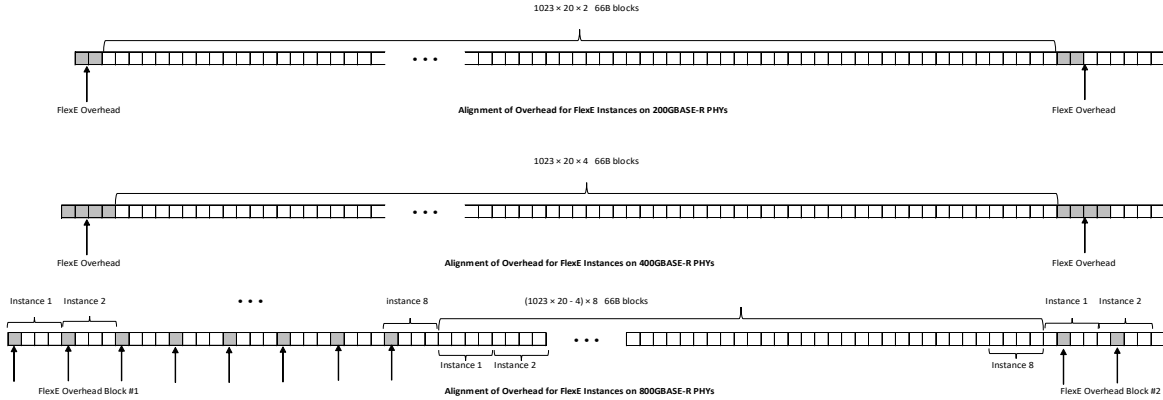 1023 × 20 × 2 66B blocks
• • •
FlexE Overhead
FlexE Overhead
Alignment of Overhead for FlexE Instances on 200GBASE-R PHYs
1023 × 20 × 4 66B blocks
• • •
FlexE Overhead
FlexE Overhead
Alignment of Overhead for FlexE Instances on 400GBASE-R PHYs
Instance 1 Instance 2 • • • instance 8 (1023 × 20 - 4) × 8 66B blocks Instance 1 Instance 2
• • •
Instance 1 Instance 2 Instance 8
FlexE Overhead Block #1 Alignment of Overhead for FlexE Instances on 800GBASE-R PHYs FlexE Overhead Block #2